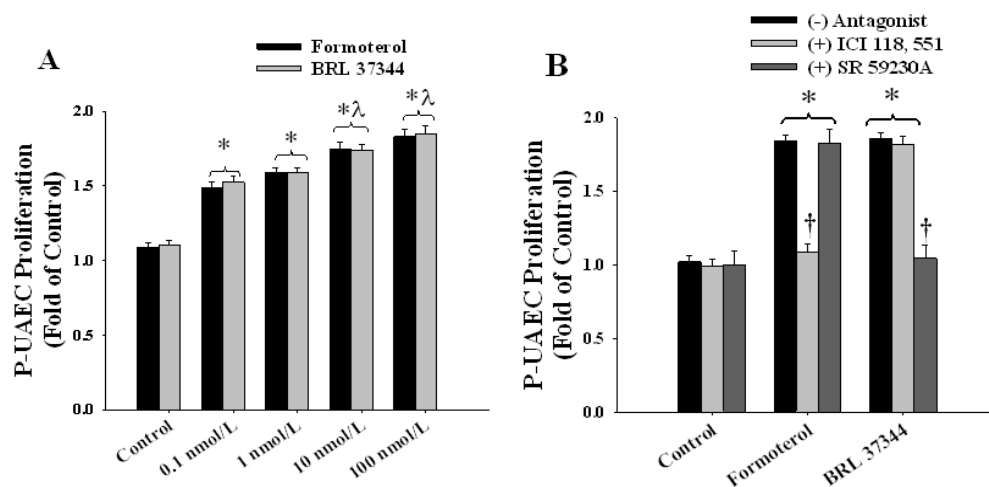 A
Formoterol
BRL 37344
P-UAEC Proliferation
(Fold of Control)
2.0
1.5
1.0
0.5
0.0
*
*
*λ
*λ
Control
0.1 nmol/L
1 nmol/L
10 nmol/L
100 nmol/L
B
(-) Antagonist
(+) ICI 118, 551
(+) SR 59230A
P-UAEC Proliferation
(Fold of Control)
2.0
1.5
1.0
0.5
0.0
*
*
†
†
Control
Formoterol
BRL 37344